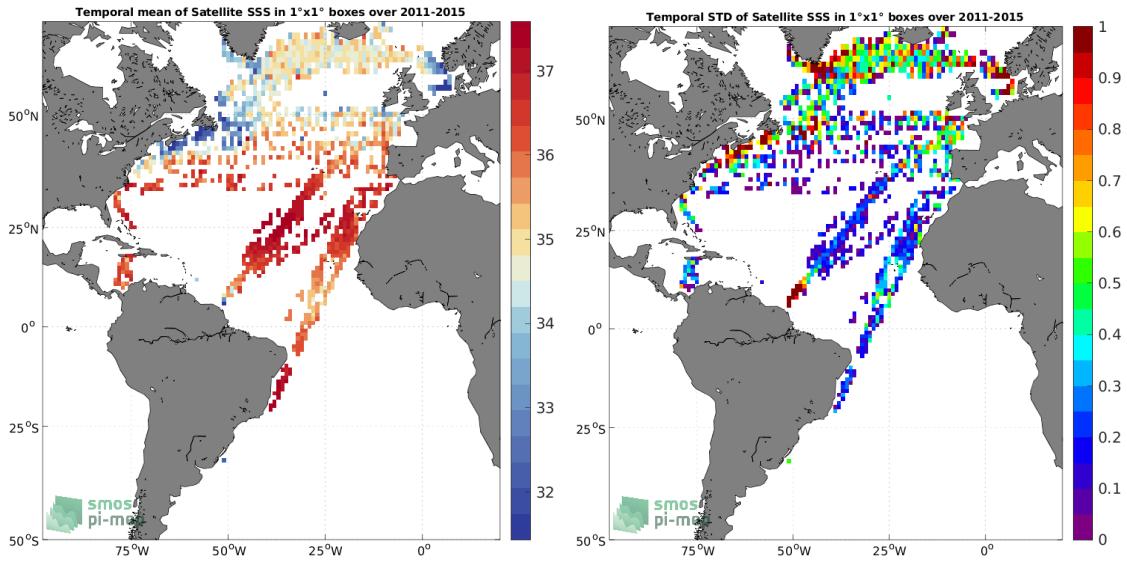 Temporal mean of Satellite SSS in 1°x1° boxes over 2011-2015
50°N
25°N
0°
25°S
50°S
75°W
50°W
25°W
0°
37
36
35
34
33
32
smos
pi-mep
Temporal STD of Satellite SSS in 1°x1° boxes over 2011-2015
50°N
25°N
0°
25°S
50°S
75°W
50°W
25°W
0°
1
0.9
0.8
0.7
0.6
0.5
0.4
0.3
0.2
0.1
0
smos
pi-mep